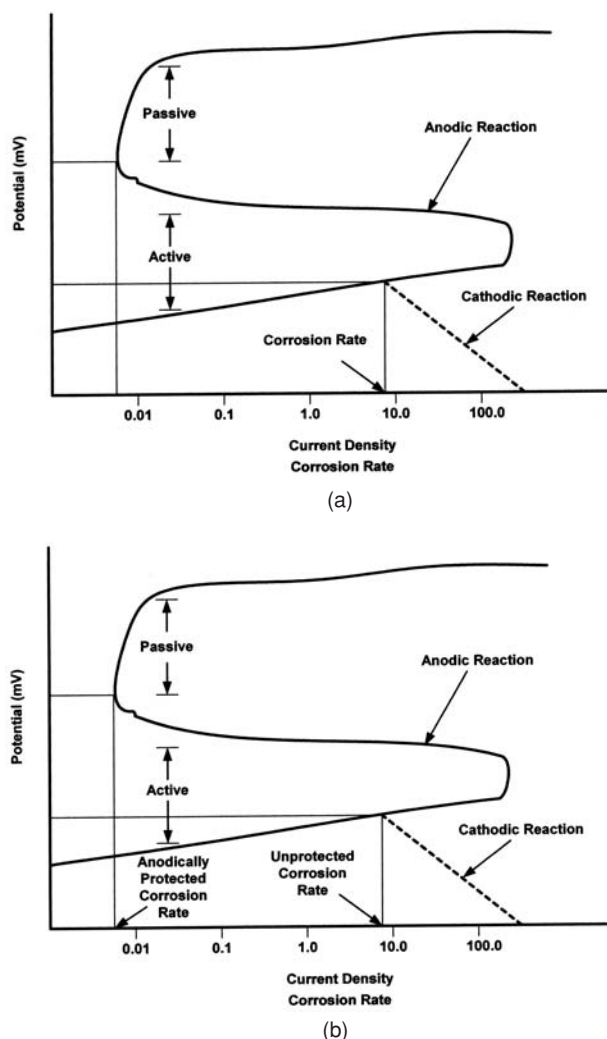 Potential (mV)
Passive
Active
Anodic Reaction
Cathodic Reaction
Corrosion Rate
0.01 0.1 1.0 10.0 100.0
Current Density
Corrosion Rate
(a)
Potential (mV)
Passive
Active
Anodic Reaction
Cathodic Reaction
Anodically
Protected
Corrosion
Rate
Unprotected
Corrosion
Rate
0.01 0.1 1.0 10.0 100.0
Current Density
Corrosion Rate
(b)